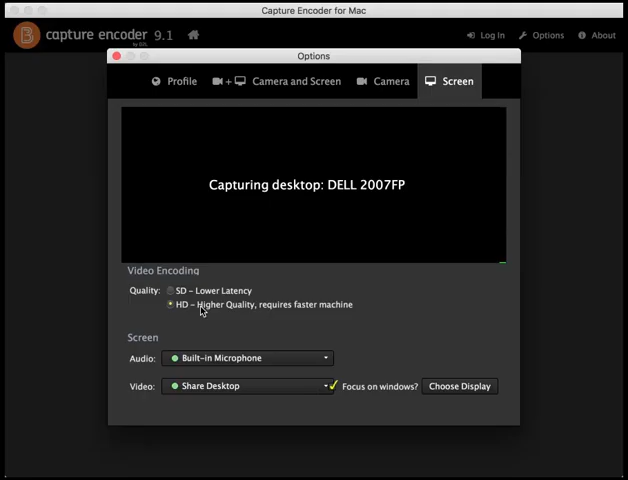 Capture Encoder for Mac
capture encoder 9.1
by D2L
Log In
Options
About
Options
Profile
Camera and Screen
Camera
Screen
Capturing desktop: DELL 2007FP
Video Encoding
Quality:
SD - Lower Latency
HD - Higher Quality, requires faster machine
Screen
Audio:
Built-in Microphone
Video:
Share Desktop
Focus on windows?
Choose Display